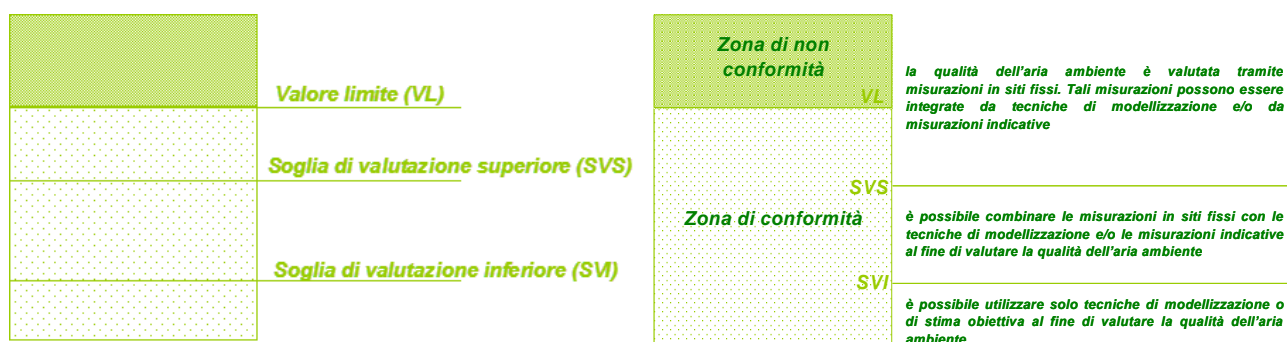 Valore limite (VL)
Soglia di valutazione superiore (SVS)
Soglia di valutazione inferiore (SVI)
Zona di non
conformità
VL
SVS
Zona di conformità
SVI
la qualità dell'aria ambiente è valutata tramite
misurazioni in siti fissi. Tali misurazioni possono essere
integrate da tecniche di modellizzazione e/o da
misurazioni indicative
è possibile combinare le misurazioni in siti fissi con le
tecniche di modellizzazione e/o le misurazioni indicative
al fine di valutare la qualità dell'aria ambiente
è possibile utilizzare solo tecniche di modellizzazione o
di stima obiettiva al fine di valutare la qualità dell'aria
ambiente